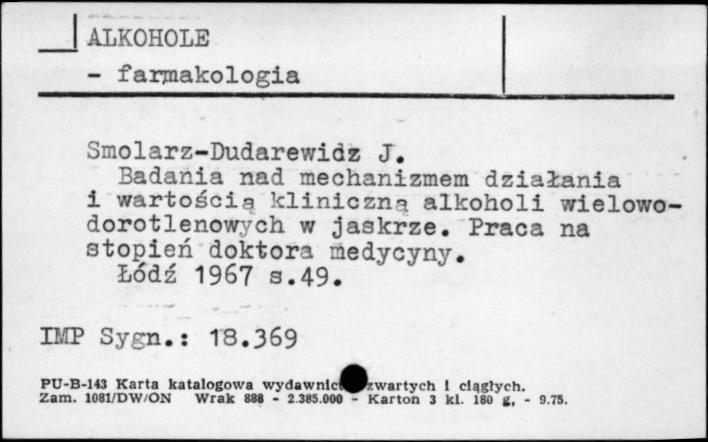 ALKOHOLE
- farmakologia
Smolarz-Dudarewidz J.
Badania nad mechanizmem działania
i wartością kliniczną alkoholi wielowo-
dorotlenowych w jaskrze. Praca na
stopień doktora medycyny.
Łódź 1967 s.49.
IMP Sygn.: 18.369
PU-B-143 Karta katalogowa wydawnic zwartych i ciągłych.
Zam. 1081/DW/ON Wrak 888 - 2.385.000 - Karton 3 kl. 180 g, - 9.75.